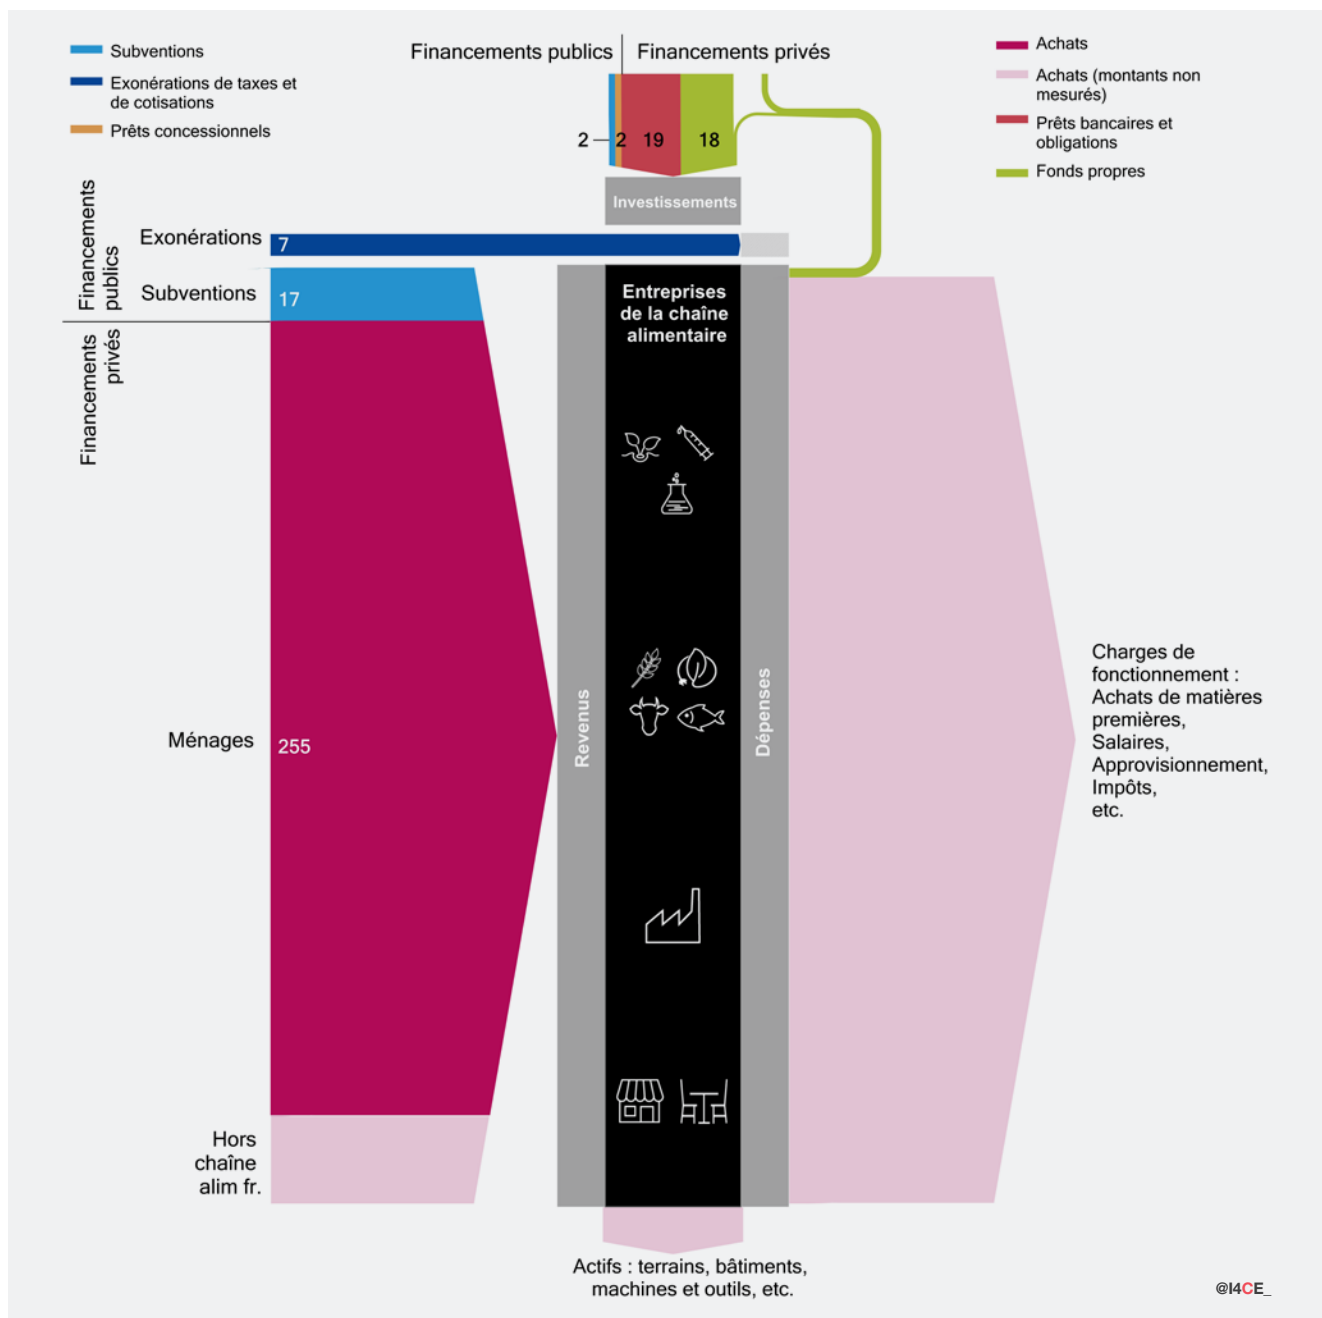 Subventions
Exonérations de taxes et
de cotisations
Prêts concessionnels
Financements publics
Financements privés
Achats
Achats (montants non
mesurés)
Prêts bancaires et
obligations
Fonds propres
2
2
19
18
Investissements
Financements
publics
Exonérations
7
Subventions
17
Financements
privés
Entreprises
de la chaîne
alimentaire
Ménages
255
Revenus
Dépenses
Charges de
fonctionnement :
Achats de matières
premières,
Salaires,
Approvisionnement,
Impôts,
etc.
Hors
chaîne
alim fr.
Actifs : terrains, bâtiments,
machines et outils, etc.
@I4CE_